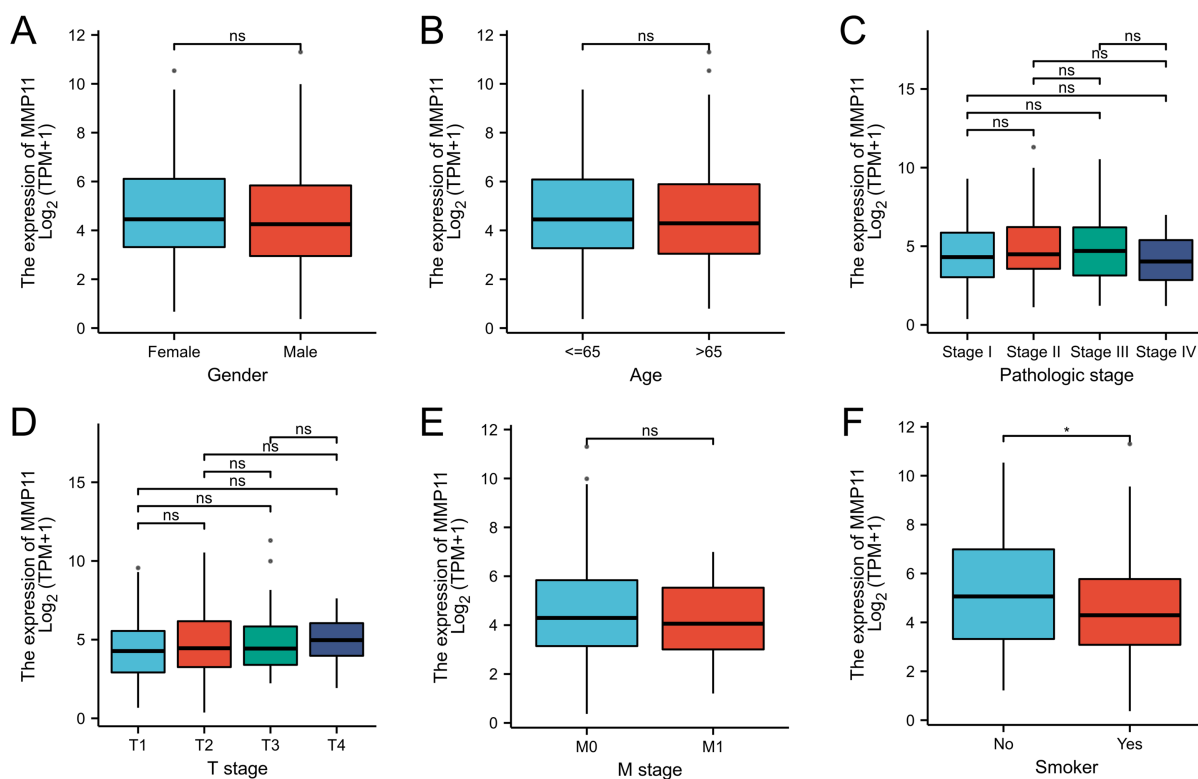 A
The expression of MMP11
Log₂ (TPM+1)
12
10
8
6
4
2
0
ns
Female
Male
Gender
B
The expression of MMP11
Log₂ (TPM+1)
12
10
8
6
4
2
0
ns
<=65
>65
Age
C
The expression of MMP11
Log₂ (TPM+1)
15
10
5
0
ns
ns
ns
ns
ns
ns
Stage I
Stage II
Stage III
Stage IV
Pathologic stage
D
The expression of MMP11
Log₂ (TPM+1)
15
10
5
0
ns
ns
ns
ns
ns
ns
T1
T2
T3
T4
T stage
E
The expression of MMP11
Log₂ (TPM+1)
12
10
8
6
4
2
0
ns
M0
M1
M stage
F
The expression of MMP11
Log₂ (TPM+1)
12
10
8
6
4
2
0
*
No
Yes
Smoker